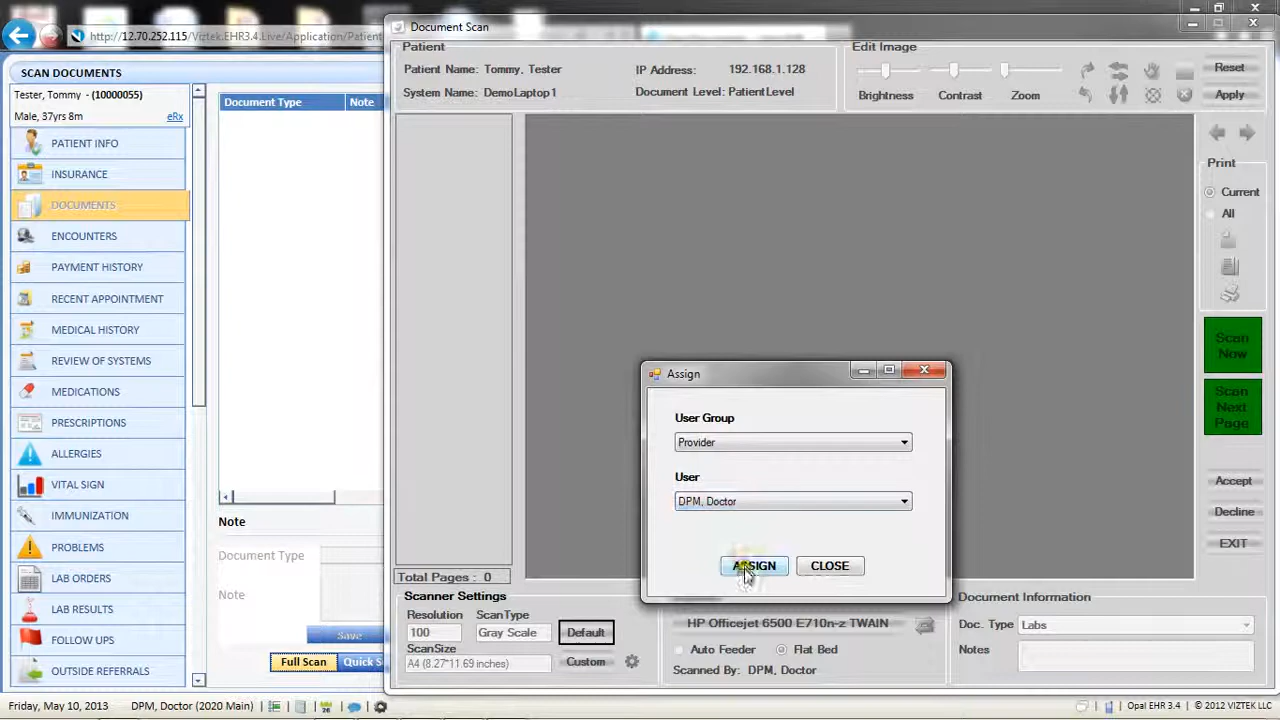 http://12.70.252.115/Viztek.EHR3.4.Live/Application/Patient
SCAN DOCUMENTS
Tester, Tommy - (10000055)
Male, 37yrs 8m
eRx
PATIENT INFO
INSURANCE
DOCUMENTS
ENCOUNTERS
PAYMENT HISTORY
RECENT APPOINTMENT
MEDICAL HISTORY
REVIEW OF SYSTEMS
MEDICATIONS
PRESCRIPTIONS
ALLERGIES
VITAL SIGN
IMMUNIZATION
PROBLEMS
LAB ORDERS
LAB RESULTS
FOLLOW UPS
OUTSIDE REFERRALS
Document Type Note
Note
Document Type
Note
Save
Full Scan Quick S
Document Scan
Patient
Patient Name: Tommy, Tester IP Address: 192.168.1.128
System Name: DemoLaptop1 Document Level: PatientLevel
Edit Image
Brightness Contrast Zoom
Reset
Apply
Print
Current
All
Scan
Now
Scan
Next
Page
Accept
Decline
EXIT
Assign
User Group
Provider
User
DPM, Doctor
ASSIGN CLOSE
Total Pages : 0
Scanner Settings
Resolution ScanType
100 Gray Scale Default
ScanSize
A4 (8.27*11.69 inches) Custom
HP Officejet 6500 E710n-z TWAIN
Auto Feeder Flat Bed
Scanned By: DPM, Doctor
Document Information
Doc. Type Labs
Notes
Friday, May 10, 2013 DPM, Doctor (2020 Main) 26 Opal EHR 3.4 © 2012 VIZTEK LLC